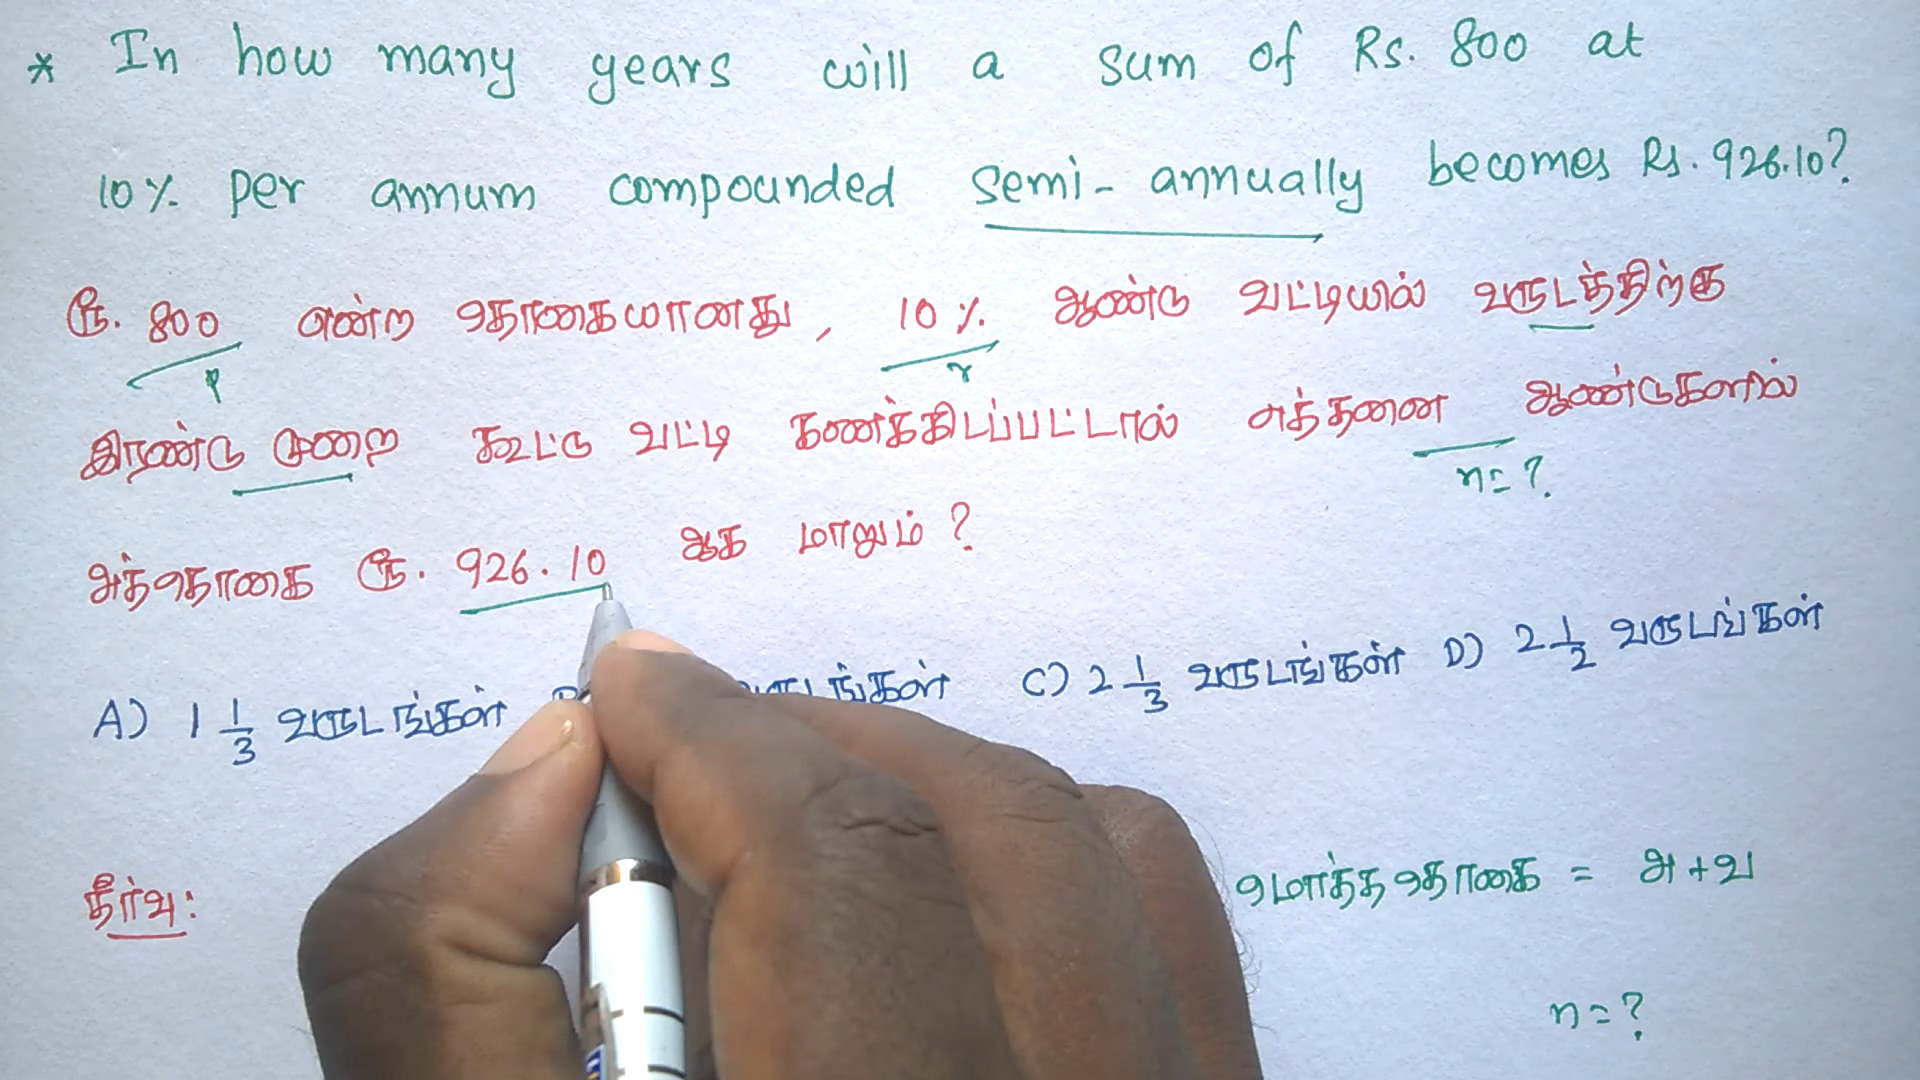 * In how many years will a sum of Rs. 800 at
10 % per annum compounded semi-annually becomes Rs. 926.10?
ரூ. 800 என்ற தொகையானது, 10 % ஆண்டு வட்டியில் வருடத்திற்கு
p r
இரண்டு முறை கூட்டு வட்டி கணக்கிடப்பட்டால் எத்தனை ஆண்டுகளில்
n = ?
அத்தொகை ரூ. 926.10 ஆக மாறும் ?
A) 1 1/3 வருடங்கள் C) 2 1/3 வருடங்கள் D) 2 1/2 வருடங்கள்
தீர்வு :
மொத்த தொகை = அ + வ
n = ?